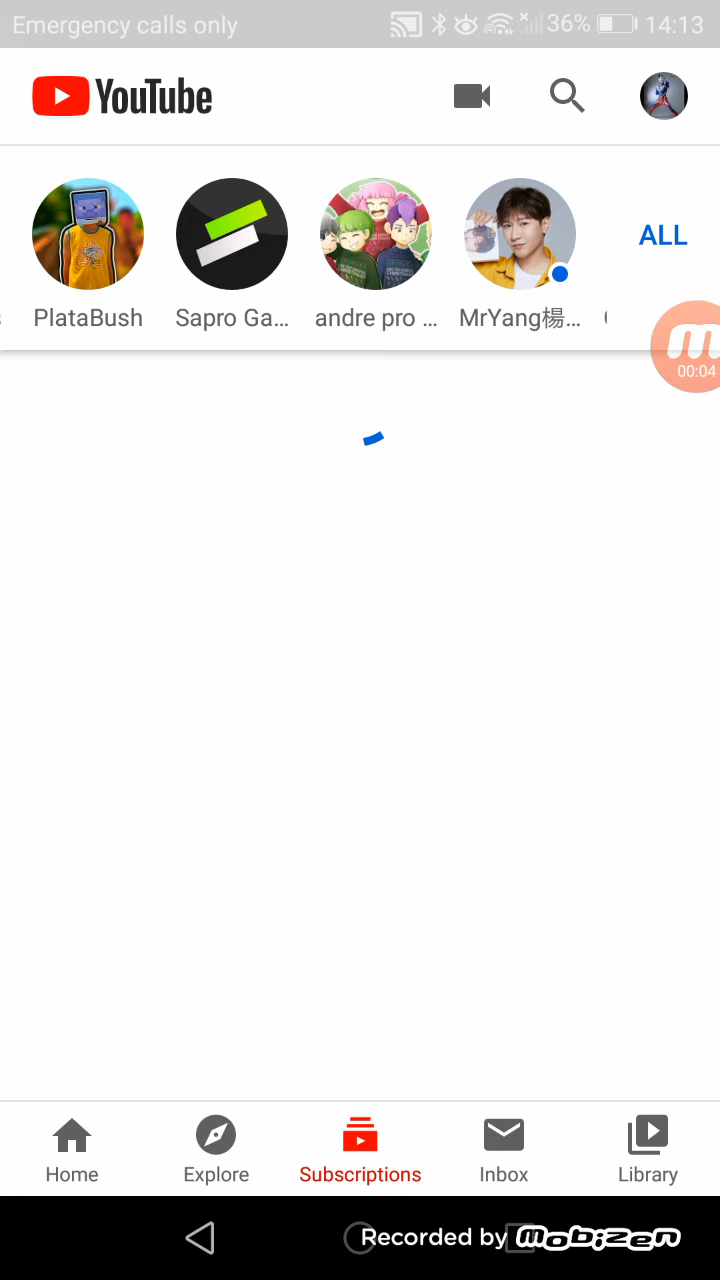 Emergency calls only 36% 14:13
YouTube
ALL
PlataBush Sapro Ga... andre pro ... MrYang楊...
00:04
Home Explore Subscriptions Inbox Library
Recorded by mobizen